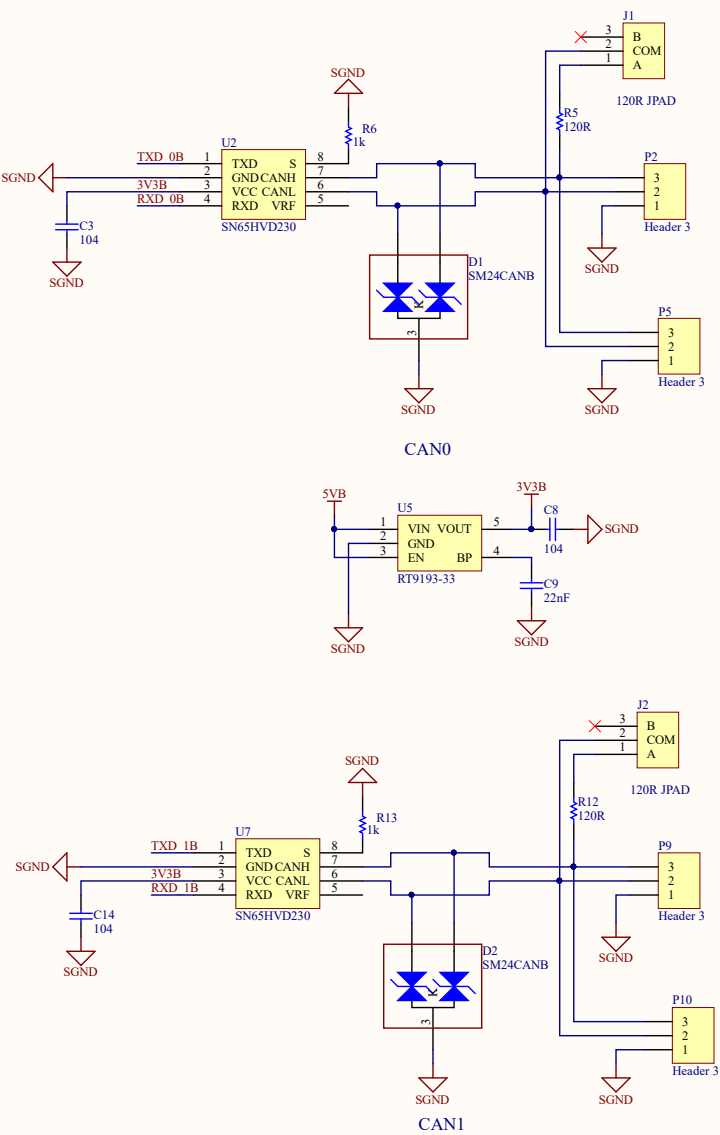 J1
3 B
2 COM
1 A
120R JPAD
R5
120R
SGND
R6
1k
U2
TXD_0B 1 TXD S 8
SGND 2 GND CANH 7
3V3B 3 VCC CANL 6
RXD_0B 4 RXD VRF 5
SN65HVD230
C3
104
SGND
P2
3
2
1
Header 3
SGND
D1
SM24CANB
K
3
SGND
P5
3
2
1
Header 3
SGND
CAN0
5VB
3V3B
U5
1 VIN VOUT 5
2 GND
3 EN BP 4
RT9193-33
C8
104
SGND
C9
22nF
SGND
SGND
J2
3 B
2 COM
1 A
120R JPAD
R12
120R
SGND
R13
1k
U7
TXD_1B 1 TXD S 8
SGND 2 GND CANH 7
3V3B 3 VCC CANL 6
RXD_1B 4 RXD VRF 5
SN65HVD230
C14
104
SGND
P9
3
2
1
Header 3
SGND
D2
SM24CANB
K
3
SGND
P10
3
2
1
Header 3
SGND
CAN1